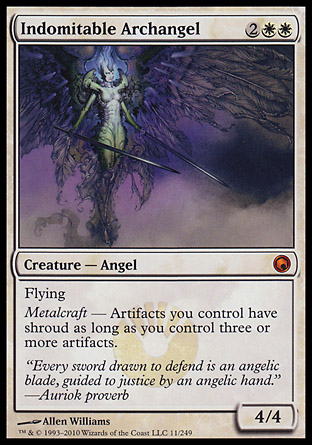 Indomitable Archangel 2
Creature — Angel
Flying
Metalcraft — Artifacts you control have
shroud as long as you control three or
more artifacts.
“Every sword drawn to defend is an angelic
blade, guided to justice by an angelic hand.”
—Auriok proverb
Allen Williams
™ & © 1993–2010 Wizards of the Coast LLC 11/249
4/4